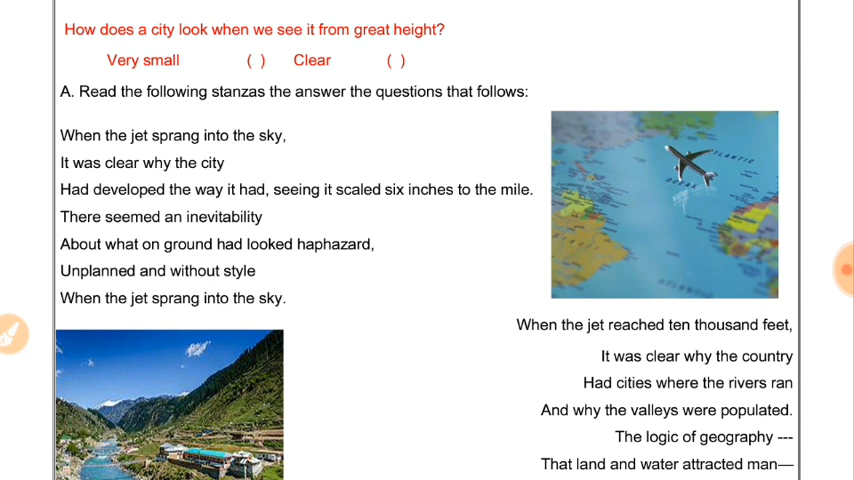 How does a city look when we see it from great height?
Very small ( ) Clear ( )
A. Read the following stanzas the answer the questions that follows:
When the jet sprang into the sky,
It was clear why the city
Had developed the way it had, seeing it scaled six inches to the mile.
There seemed an inevitability
About what on ground had looked haphazard,
Unplanned and without style
When the jet sprang into the sky.
ATLANTIC
OCEAN
When the jet reached ten thousand feet,
It was clear why the country
Had cities where the rivers ran
And why the valleys were populated.
The logic of geography ---
That land and water attracted man—